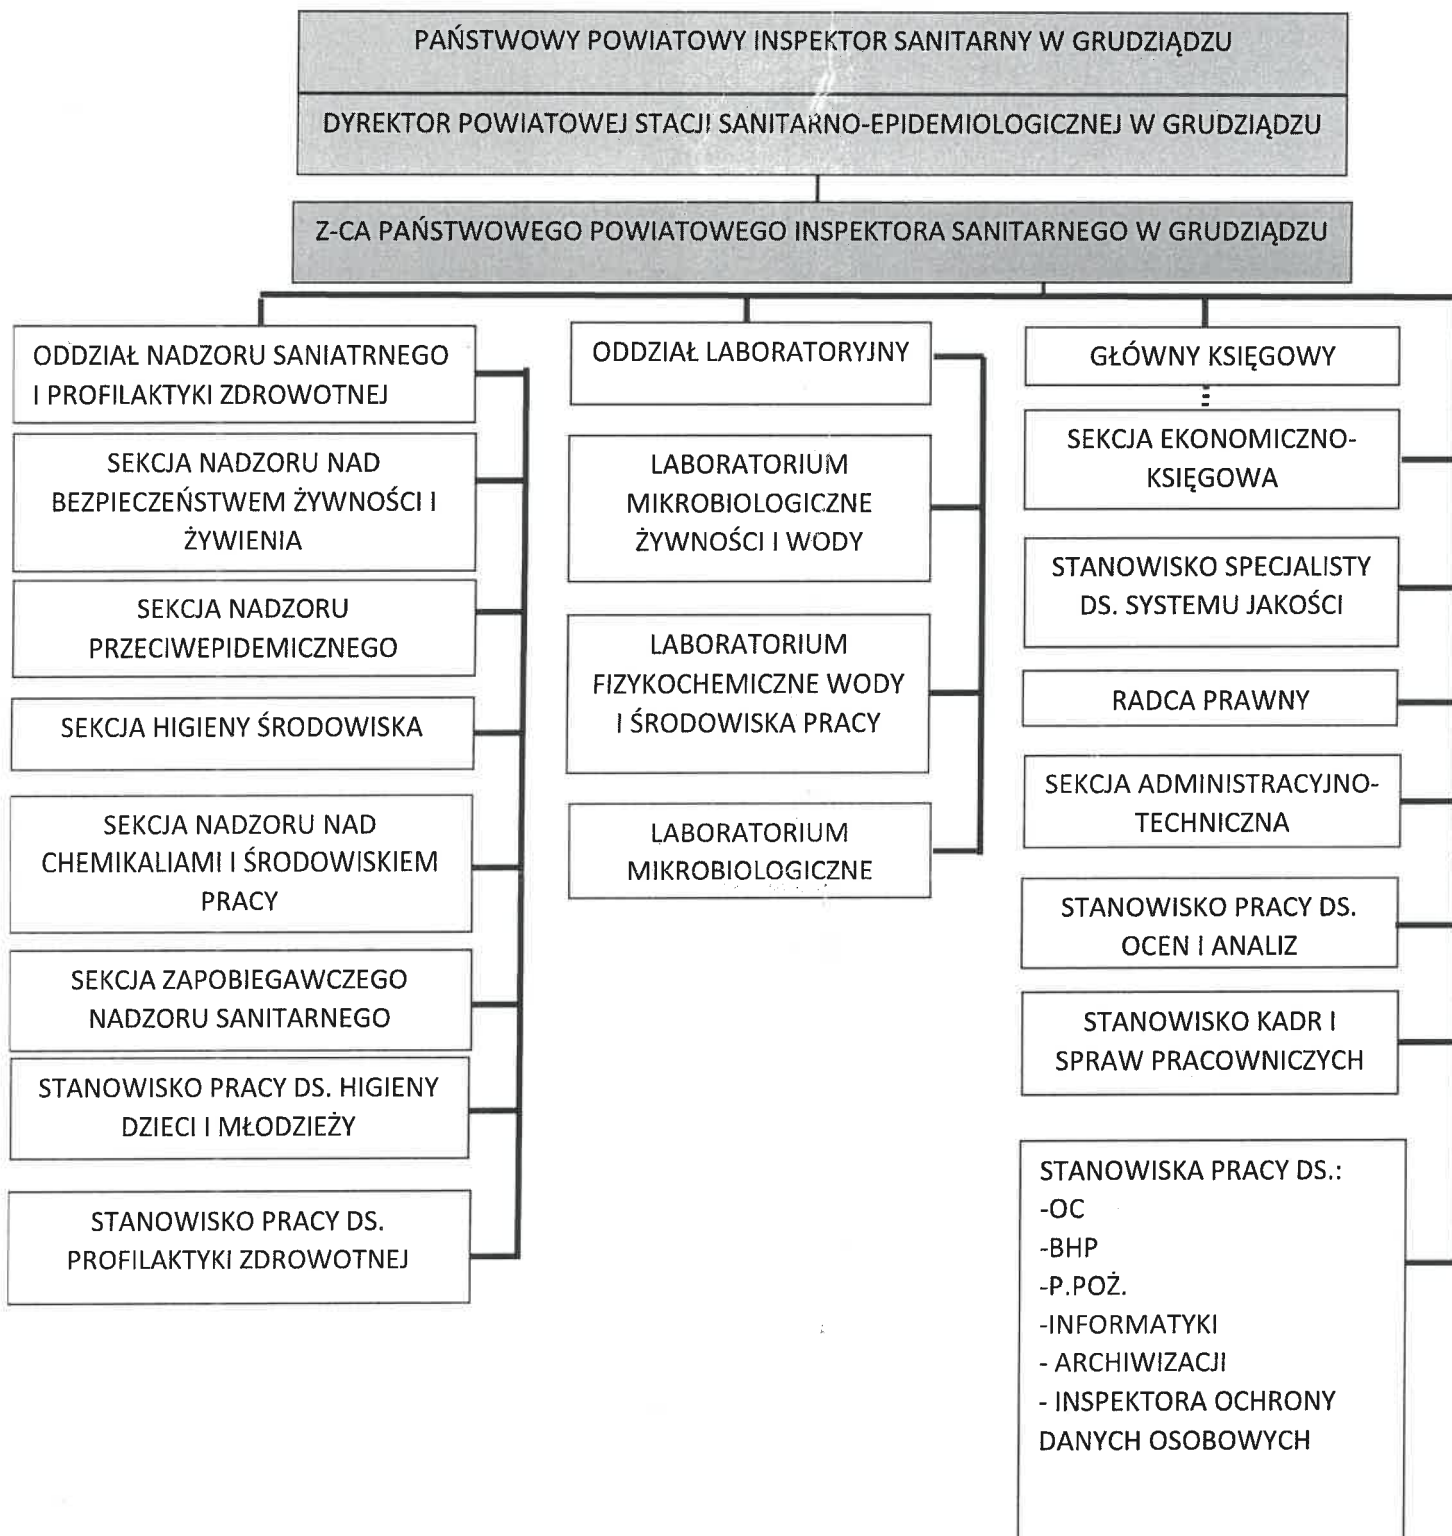 PAŃSTWOWY POWIATOWY INSPEKTOR SANITARNY W GRUDZIĄDZU
DYREKTOR POWIATOWEJ STACJI SANITARNO-EPIDEMIOLOGICZNEJ W GRUDZIĄDZU
Z-CA PAŃSTWOWEGO POWIATOWEGO INSPEKTORA SANITARNEGO W GRUDZIĄDZU
ODDZIAŁ NADZORU SANIATRNEGO
I PROFILAKTYKI ZDROWOTNEJ
SEKCJA NADZORU NAD
BEZPIECZEŃSTWEM ŻYWNOŚCI I
ŻYWIENIA
SEKCJA NADZORU
PRZECIWEPIDEMICZNEGO
SEKCJA HIGIENY ŚRODOWISKA
SEKCJA NADZORU NAD
CHEMIKALIAMI I ŚRODOWISKIEM
PRACY
SEKCJA ZAPOBIEGAWCZEGO
NADZORU SANITARNEGO
STANOWISKO PRACY DS. HIGIENY
DZIECI I MŁODZIEŻY
STANOWISKO PRACY DS.
PROFILAKTYKI ZDROWOTNEJ
ODDZIAŁ LABORATORYJNY
LABORATORIUM
MIKROBIOLOGICZNE
ŻYWNOŚCI I WODY
LABORATORIUM
FIZYKOCHEMICZNE WODY
I ŚRODOWISKA PRACY
LABORATORIUM
MIKROBIOLOGICZNE
GŁÓWNY KSIĘGOWY
SEKCJA EKONOMICZNO-
KSIĘGOWA
STANOWISKO SPECJALISTY
DS. SYSTEMU JAKOŚCI
RADCA PRAWNY
SEKCJA ADMINISTRACYJNO-
TECHNICZNA
STANOWISKO PRACY DS.
OCEN I ANALIZ
STANOWISKO KADR I
SPRAW PRACOWNICZYCH
STANOWISKA PRACY DS.:
-OC
-BHP
-P.POŻ.
-INFORMATYKI
- ARCHIWIZACJI
- INSPEKTORA OCHRONY
DANYCH OSOBOWYCH